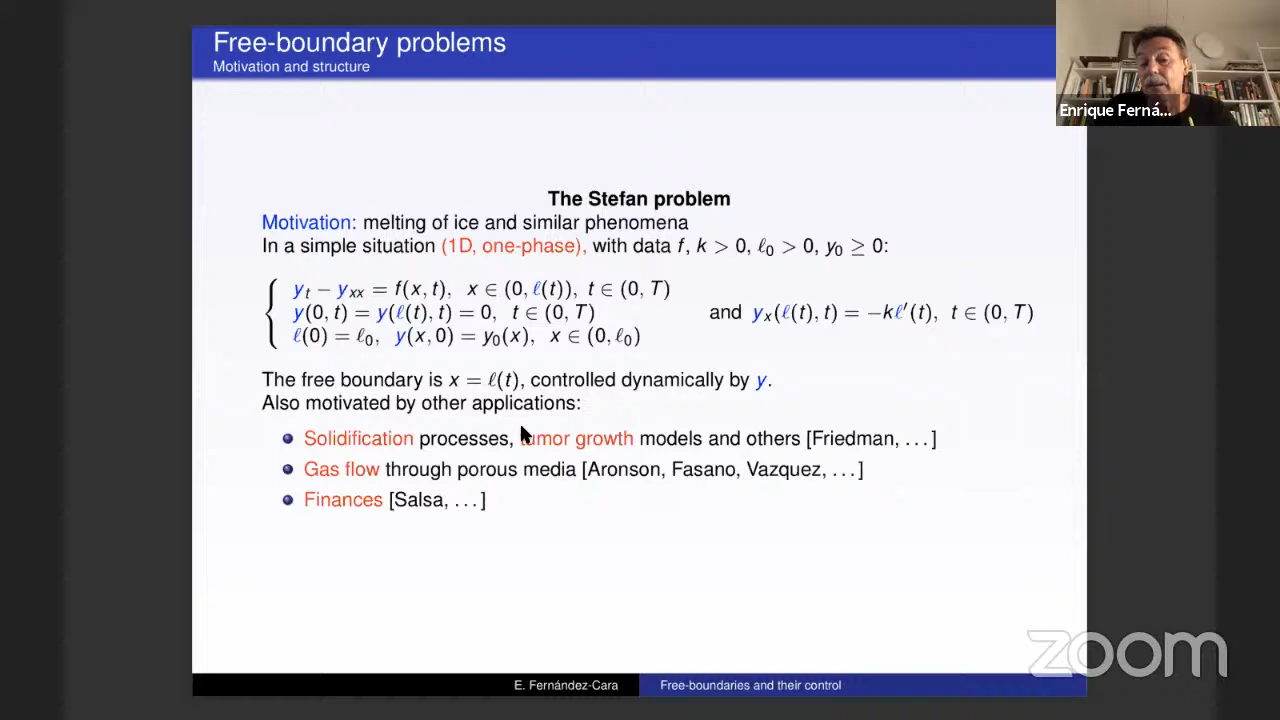 Free-boundary problems
Motivation and structure
Enrique Ferná...
The Stefan problem
Motivation: melting of ice and similar phenomena
In a simple situation (1D, one-phase), with data f, k > 0, ℓ₀ > 0, y₀ ≥ 0:
yₜ − yₓₓ = f(x, t), x ∈ (0, ℓ(t)), t ∈ (0, T)
y(0, t) = y(ℓ(t), t) = 0, t ∈ (0, T) and yₓ(ℓ(t), t) = −kℓ′(t), t ∈ (0, T)
ℓ(0) = ℓ₀, y(x, 0) = y₀(x), x ∈ (0, ℓ₀)
The free boundary is x = ℓ(t), controlled dynamically by y.
Also motivated by other applications:
Solidification processes, tumor growth models and others [Friedman, . . . ]
Gas flow through porous media [Aronson, Fasano, Vazquez, . . . ]
Finances [Salsa, . . . ]
zoom
E. Fernández-Cara Free-boundaries and their control